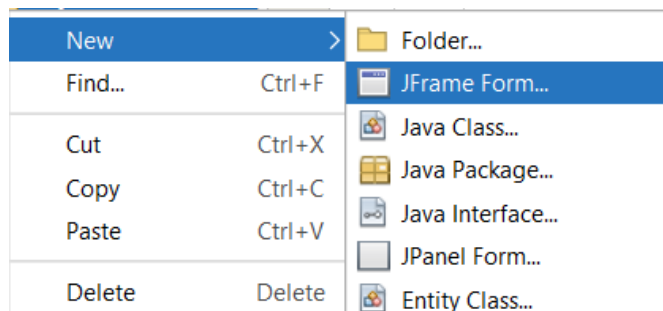 New
Find... Ctrl+F
Cut Ctrl+X
Copy Ctrl+C
Paste Ctrl+V
Delete Delete
Folder...
JFrame Form...
Java Class...
Java Package...
Java Interface...
JPanel Form...
Entity Class...